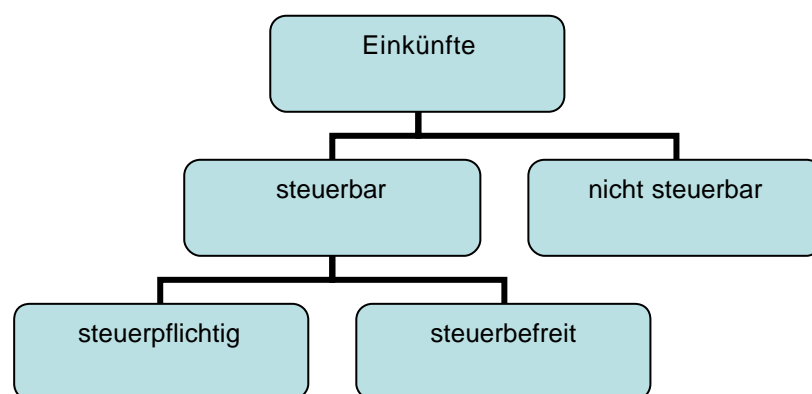 Einkünfte
steuerbar
nicht steuerbar
steuerpflichtig
steuerbefreit